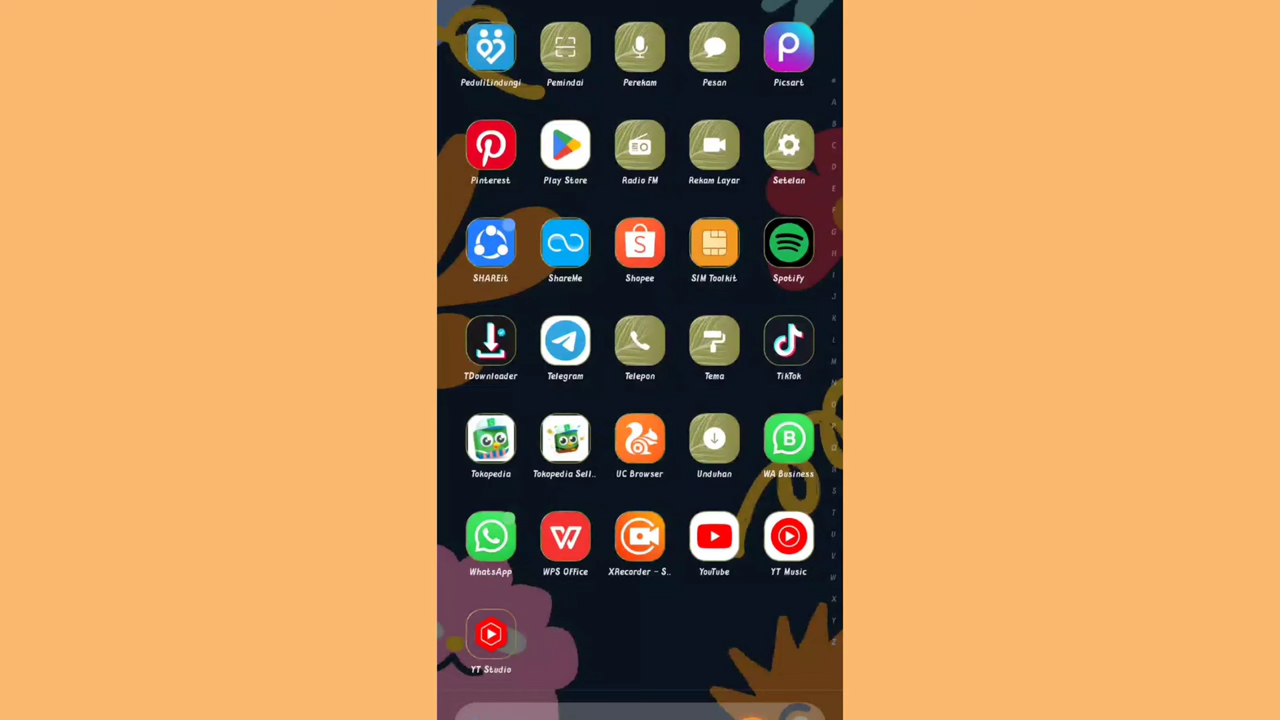 PeduliLindungi
Pemindai
Perekam
Pesan
Picsart
Pinterest
Play Store
Radio FM
Rekam Layar
Setelan
SHAREit
ShareMe
Shopee
SIM Toolkit
Spotify
TDownloader
Telegram
Telepon
Tema
TikTok
Tokopedia
Tokopedia Sell..
UC Browser
Unduhan
WA Business
WhatsApp
WPS Office
XRecorder - S..
YouTube
YT Music
YT Studio